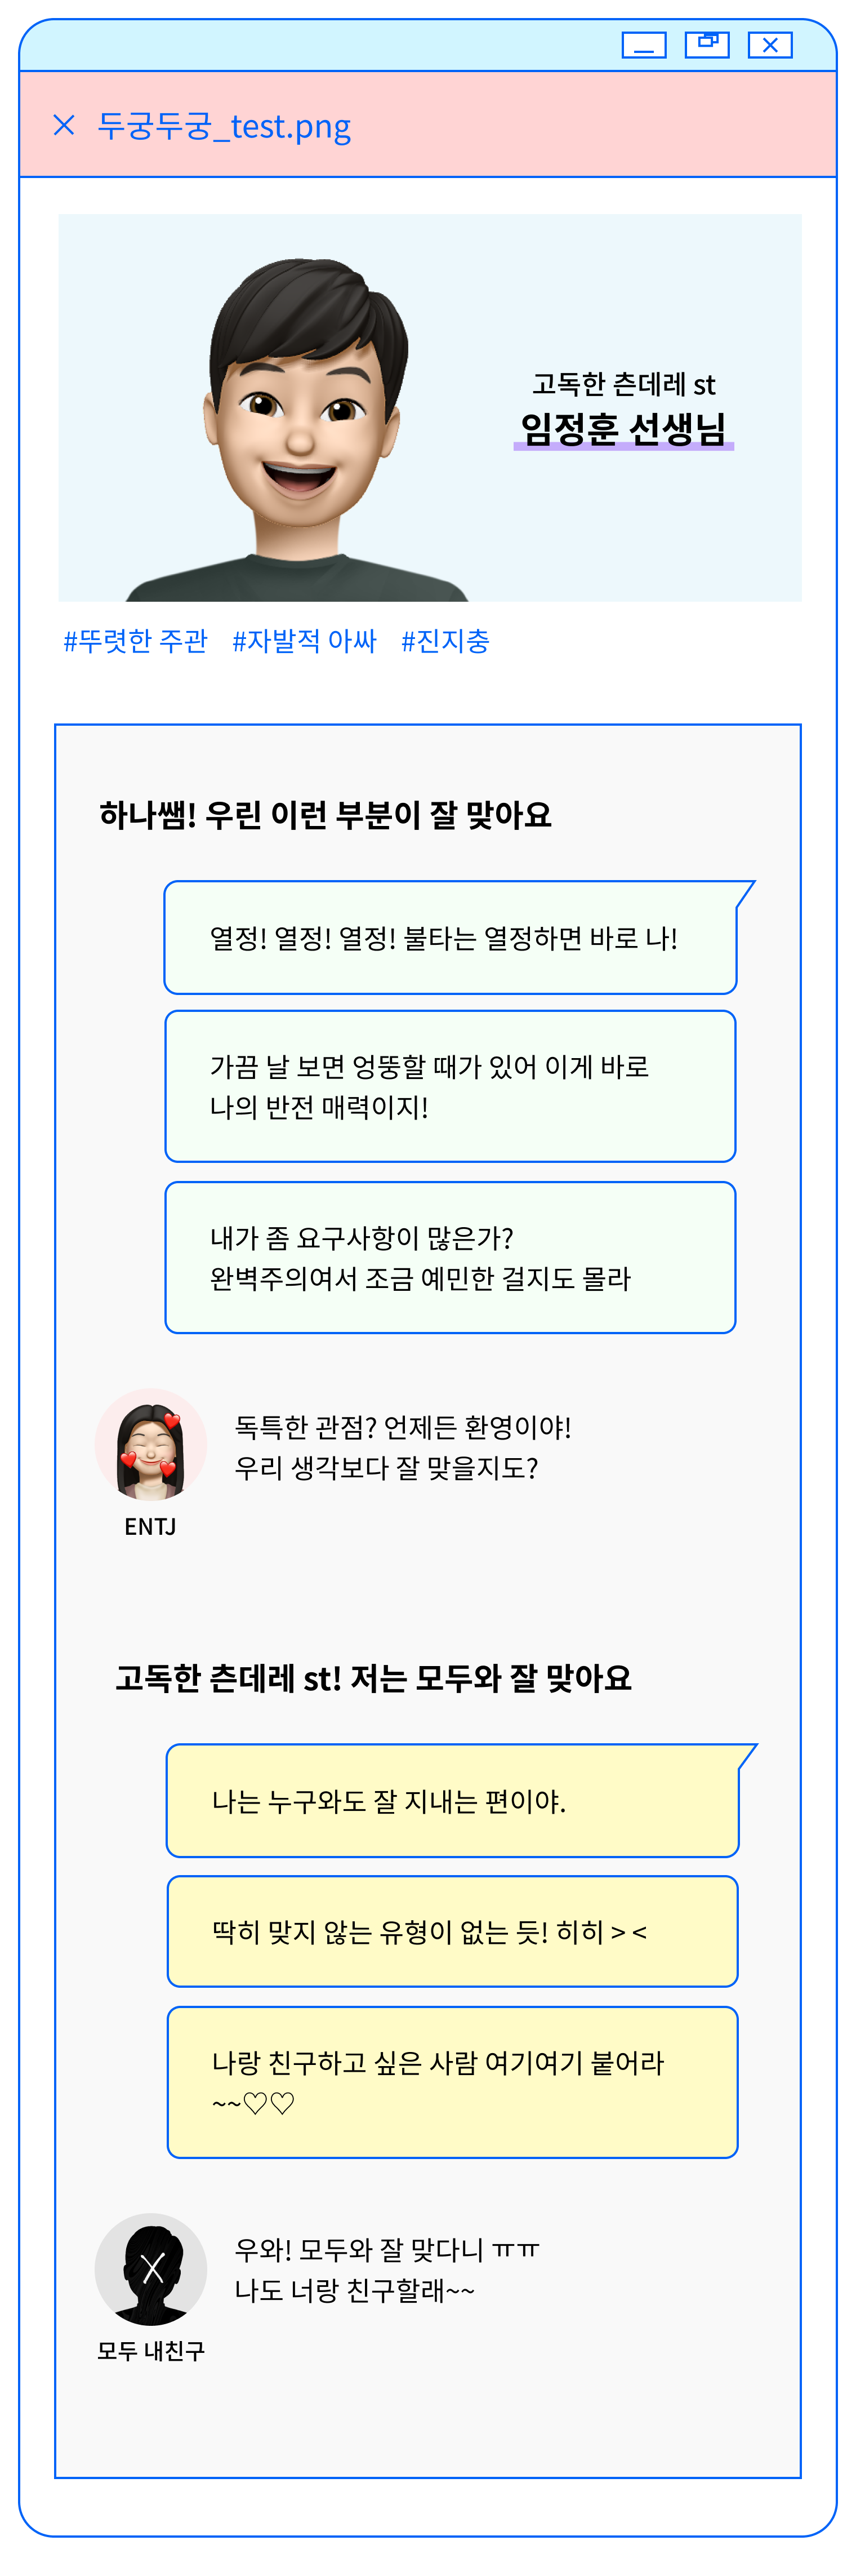 두궁두궁_test.png
고독한 츤데레 st
임정훈 선생님
#뚜렷한 주관 #자발적 아싸 #진지충
하나쌤! 우린 이런 부분이 잘 맞아요
열정! 열정! 열정! 불타는 열정하면 바로 나!
가끔 날 보면 엉뚱할 때가 있어 이게 바로
나의 반전 매력이지!
내가 좀 요구사항이 많은가?
완벽주의여서 조금 예민한 걸지도 몰라
독특한 관점? 언제든 환영이야!
우리 생각보다 잘 맞을지도?
ENTJ
고독한 츤데레 st! 저는 모두와 잘 맞아요
나는 누구와도 잘 지내는 편이야.
딱히 맞지 않는 유형이 없는 듯! 히히 > <
나랑 친구하고 싶은 사람 여기여기 붙어라
~~♡♡
우와! 모두와 잘 맞다니 ㅠㅠ
나도 너랑 친구할래~~
모두 내친구